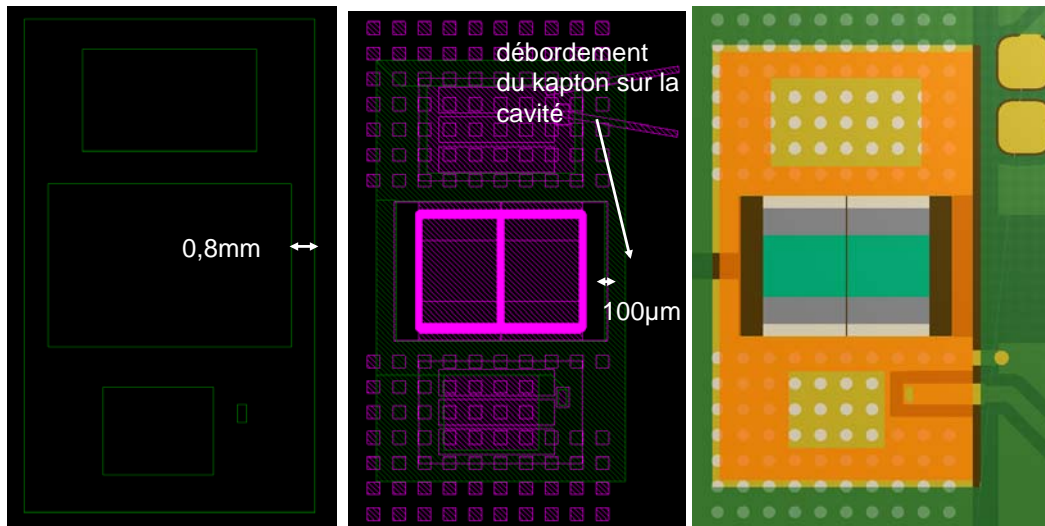 0,8mm
débordement
du kapton sur la
cavité
100µm